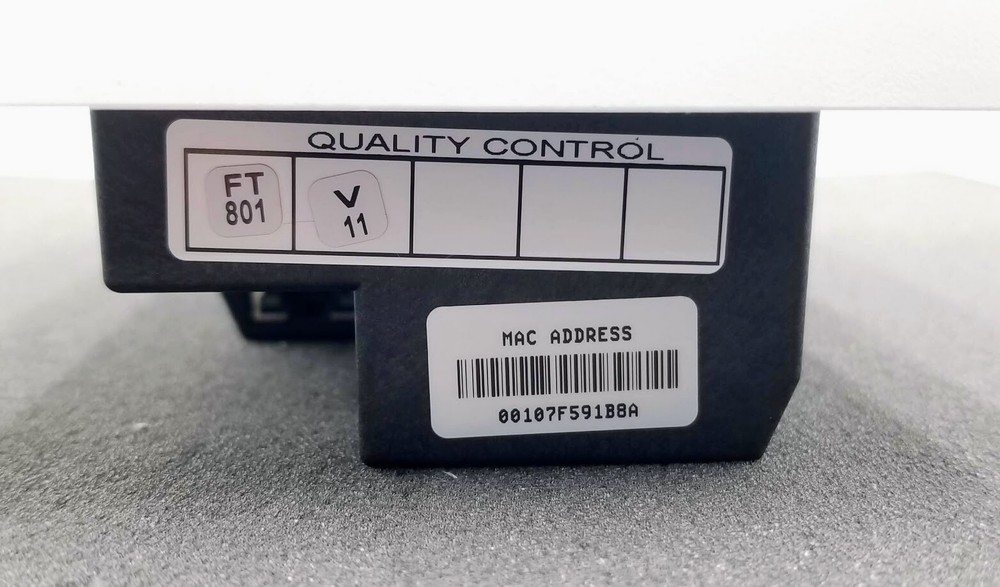 QUALITY CONTROL
FT
801
V
11
MAC ADDRESS
00107F591B8A